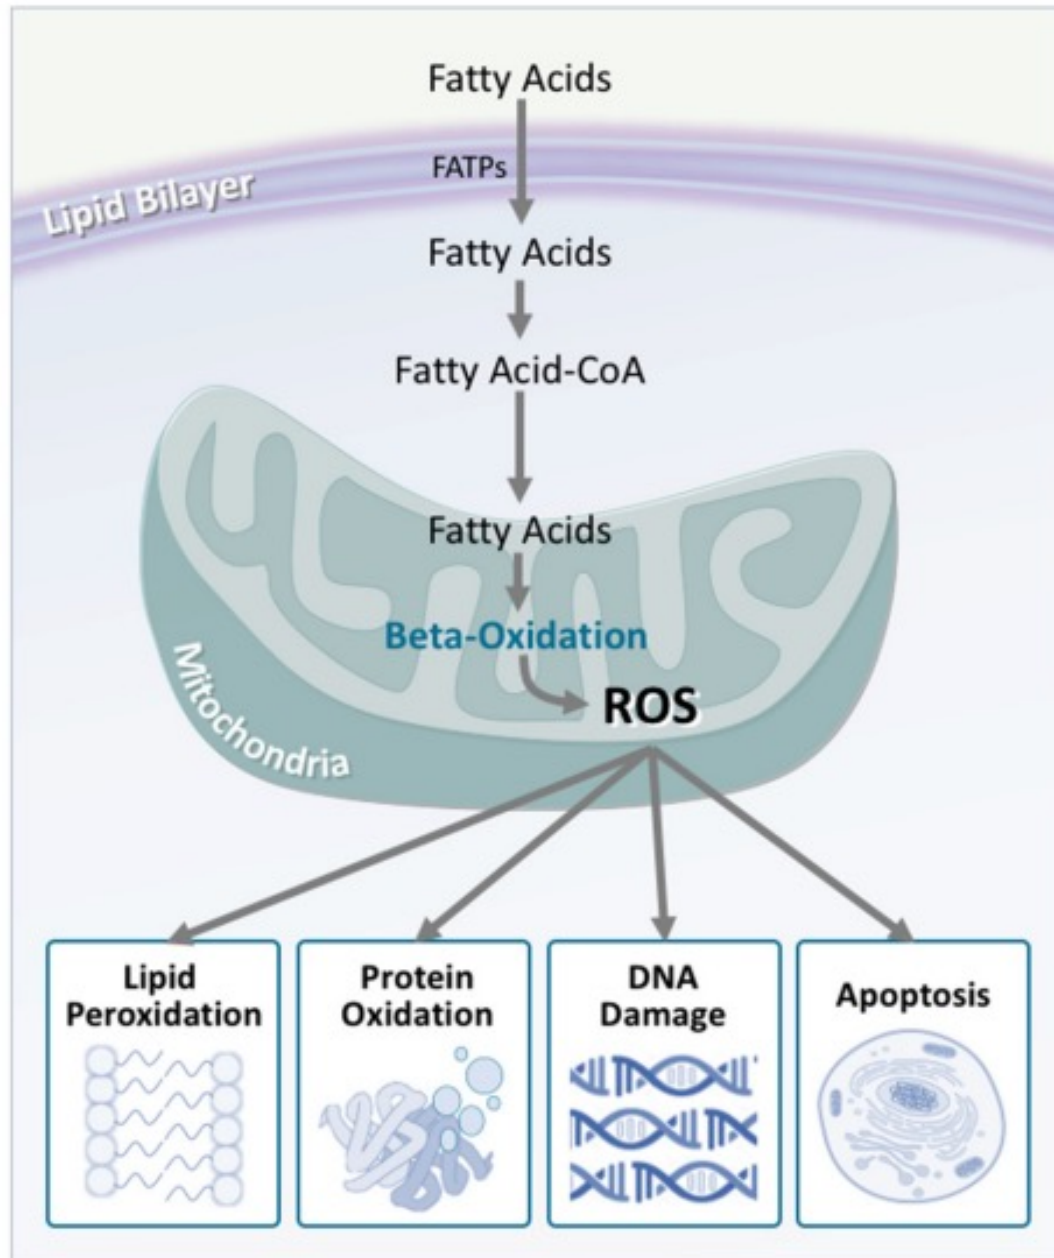 Fatty Acids
FATPs
Lipid Bilayer
Fatty Acids
Fatty Acid-CoA
Fatty Acids
Beta-Oxidation
ROS
Mitochondria
Lipid
Peroxidation
Protein
Oxidation
DNA
Damage
Apoptosis